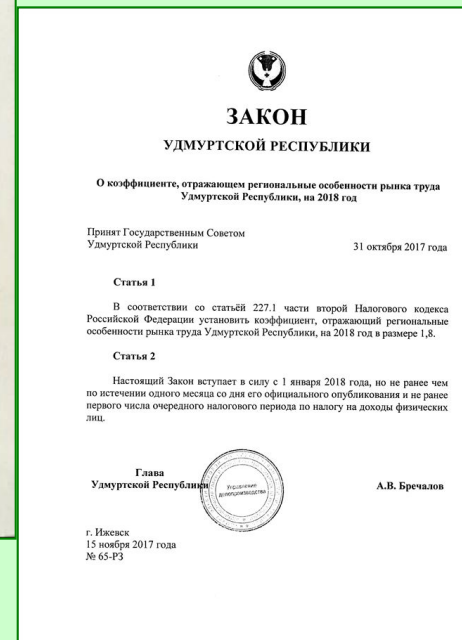 ЗАКОН
УДМУРТСКОЙ РЕСПУБЛИКИ
О коэффициенте, отражающем региональные особенности рынка труда
Удмуртской Республики, на 2018 год
Принят Государственным Советом
Удмуртской Республики 31 октября 2017 года
Статья 1
В соответствии со статьёй 227.1 части второй Налогового кодекса
Российской Федерации установить коэффициент, отражающий региональные
особенности рынка труда Удмуртской Республики, на 2018 год в размере 1,8.
Статья 2
Настоящий Закон вступает в силу с 1 января 2018 года, но не ранее чем
по истечении одного месяца со дня его официального опубликования и не ранее
первого числа очередного налогового периода по налогу на доходы физических
лиц.
Глава
Удмуртской Республики А.В. Бречалов
Управление
делопроизводства
г. Ижевск
15 ноября 2017 года
№ 65-РЗ